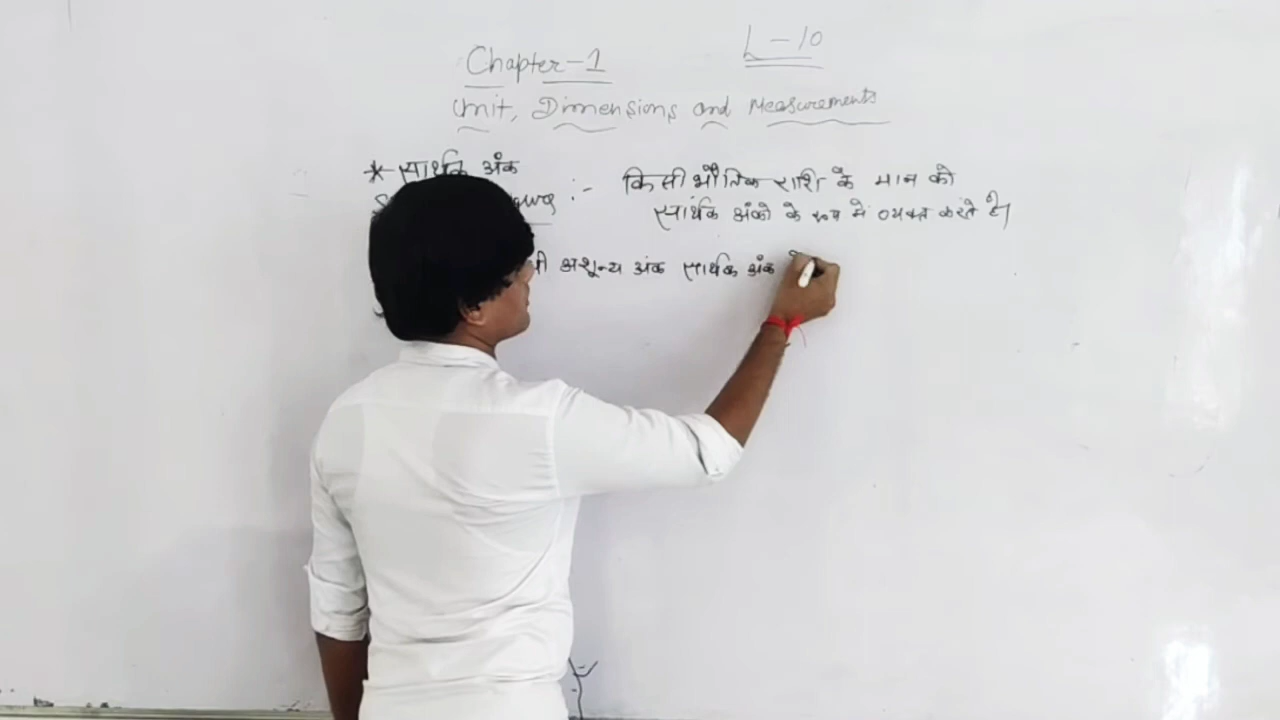 L-10
Chapter-1
Unit, Dimensions and Measurements
* सार्थक अंक
:- किसी भौतिक राशि के मान को
सार्थक अंको के रूप में व्यक्त करते है।
अशून्य अंक सार्थक अंक